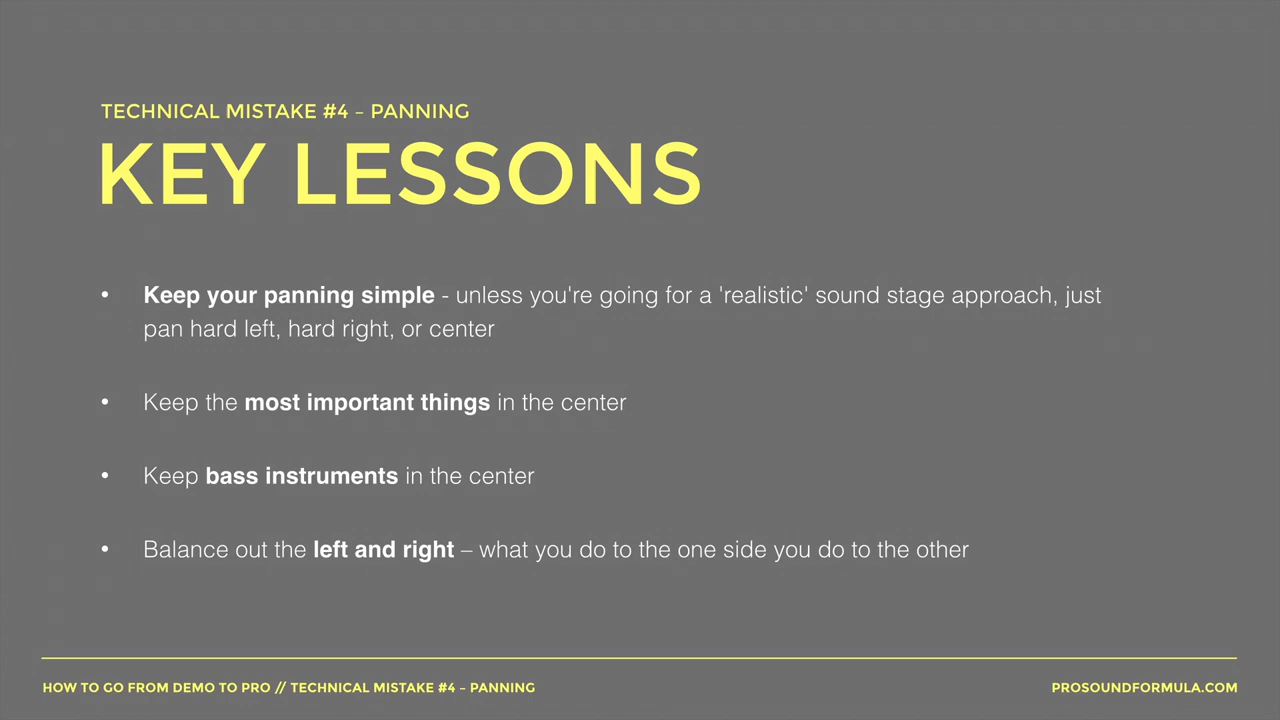 TECHNICAL MISTAKE #4 – PANNING
KEY LESSONS
• Keep your panning simple - unless you're going for a 'realistic' sound stage approach, just
pan hard left, hard right, or center
• Keep the most important things in the center
• Keep bass instruments in the center
• Balance out the left and right – what you do to the one side you do to the other
HOW TO GO FROM DEMO TO PRO // TECHNICAL MISTAKE #4 – PANNING
PROSOUNDFORMULA.COM